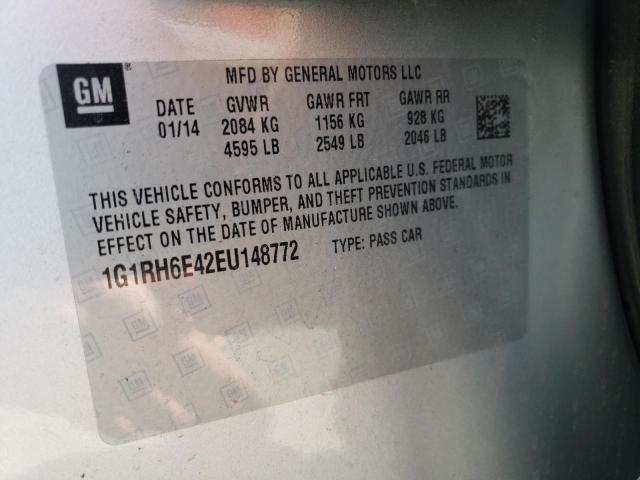 GM
MFD BY GENERAL MOTORS LLC
DATE GVWR GAWR FRT GAWR RR
01/14 2084 KG 1156 KG 928 KG
4595 LB 2549 LB 2046 LB
THIS VEHICLE CONFORMS TO ALL APPLICABLE U.S. FEDERAL MOTOR
VEHICLE SAFETY, BUMPER, AND THEFT PREVENTION STANDARDS IN
EFFECT ON THE DATE OF MANUFACTURE SHOWN ABOVE.
1G1RH6E42EU148772 TYPE: PASS CAR